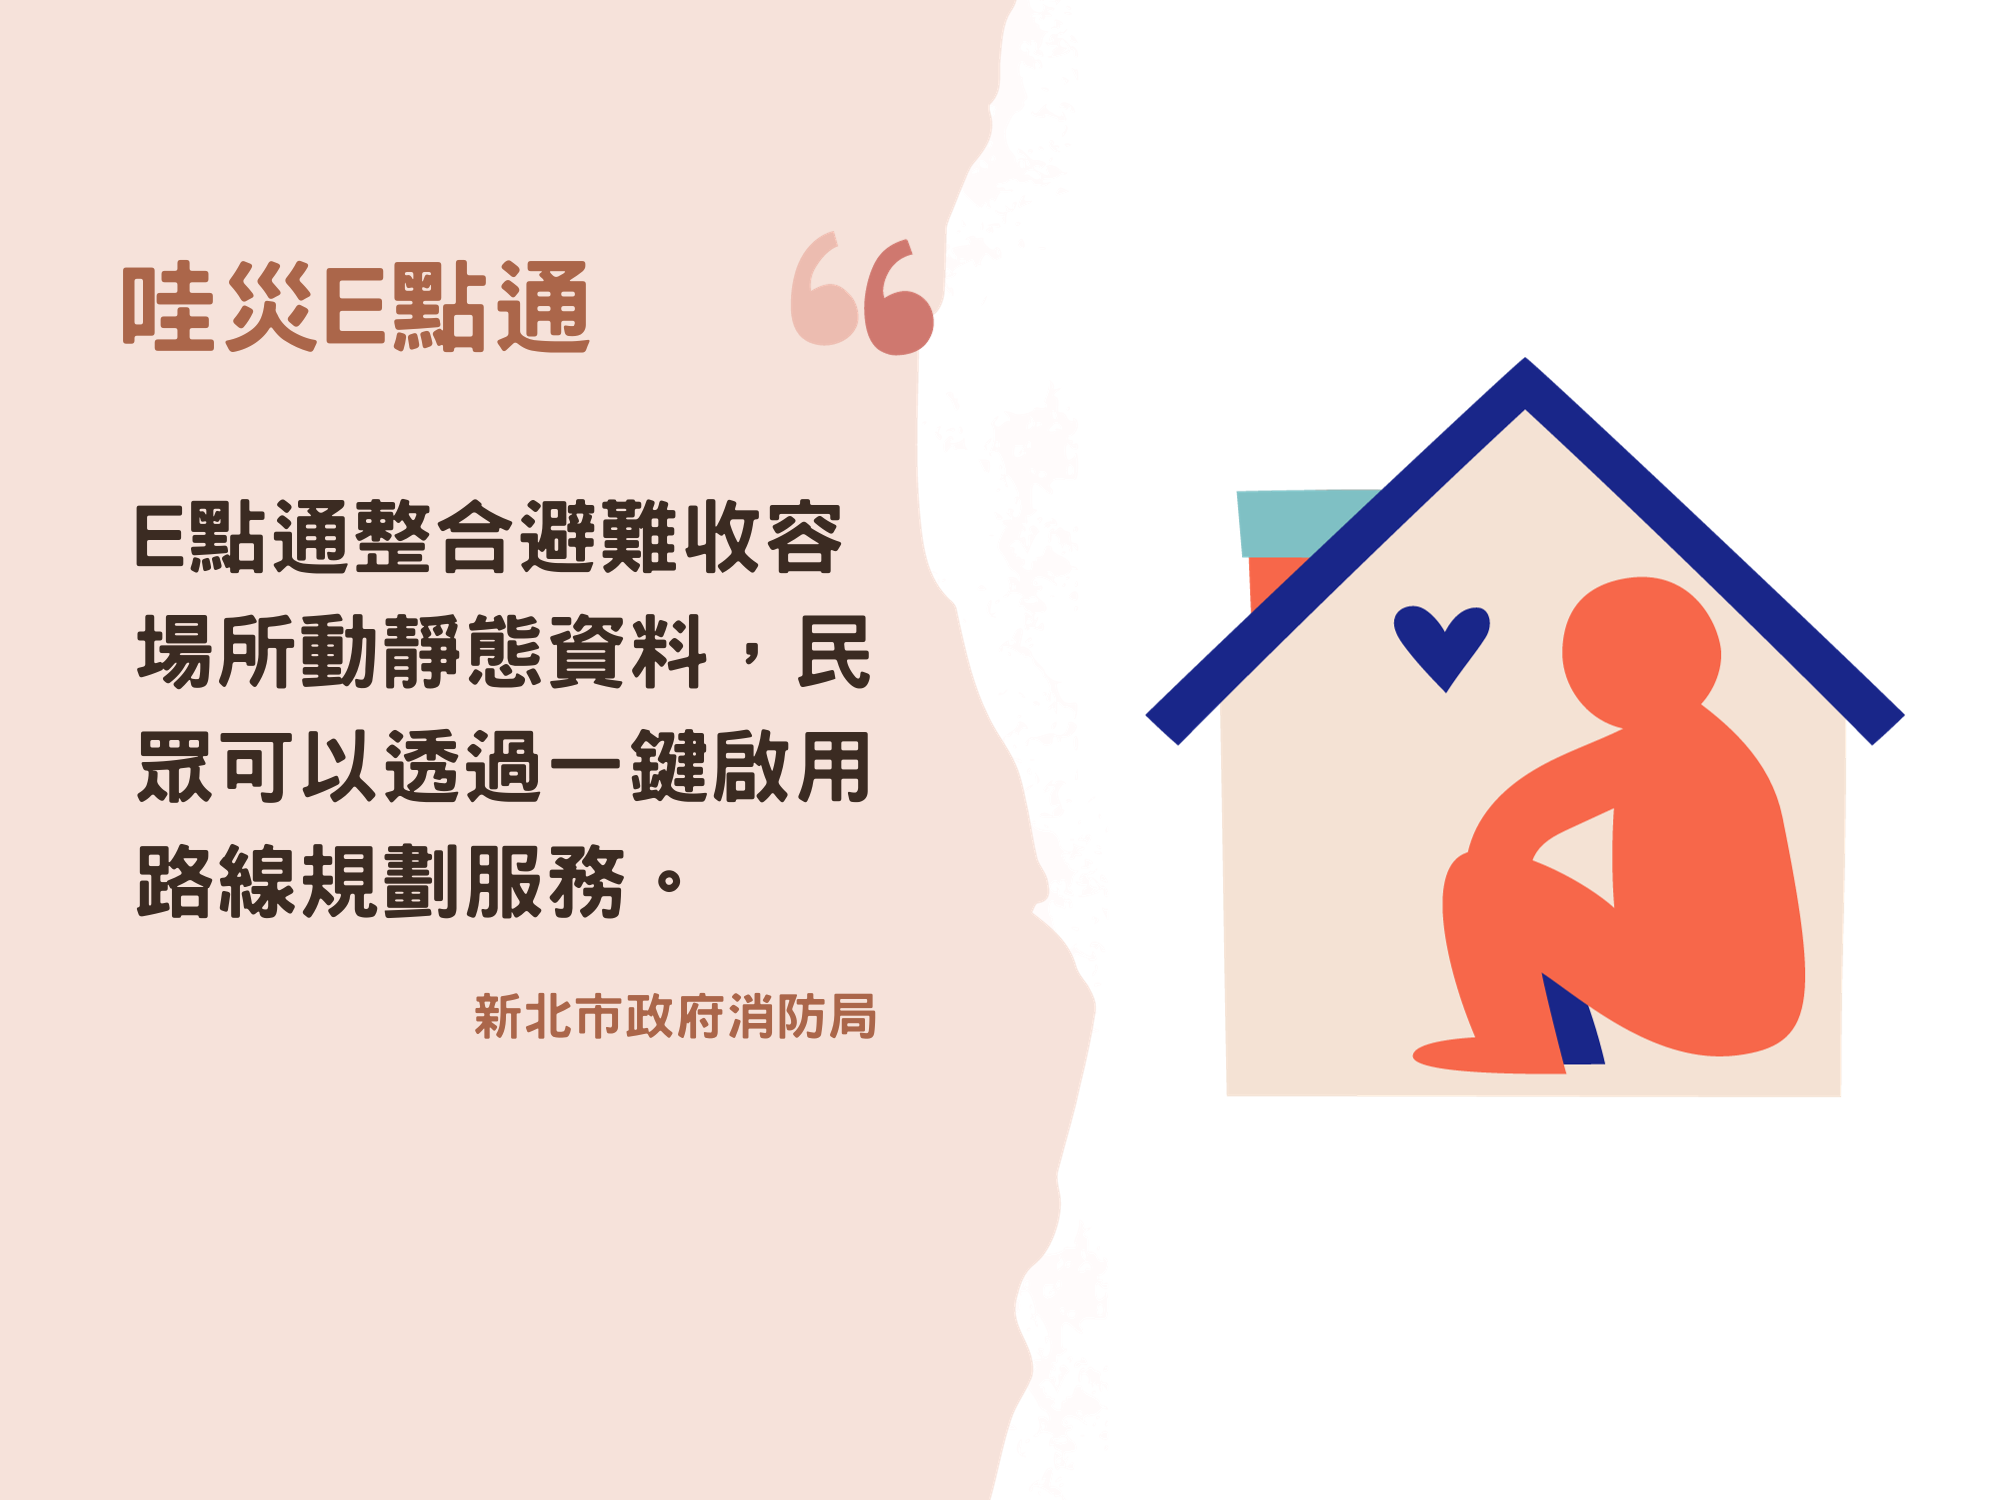 哇災E點通
E點通整合避難收容
場所動靜態資料，民
眾可以透過一鍵啟用
路線規劃服務。
新北市政府消防局